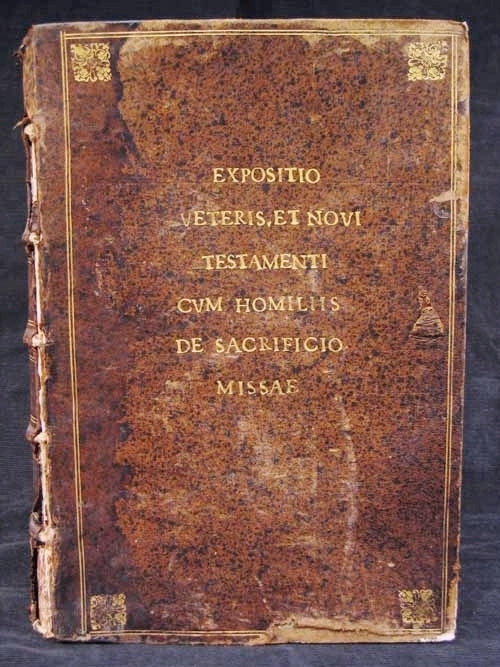 EXPOSITIO
VETERIS, ET NOVI
TESTAMENTI
CVM HOMILIIS
DE SACRIFICIO
MISSAE